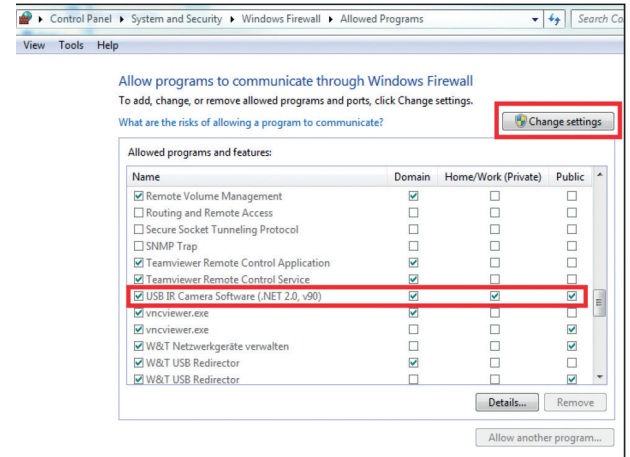 Control Panel ▸ System and Security ▸ Windows Firewall ▸ Allowed Programs Search Co
View Tools Help
Allow programs to communicate through Windows Firewall
To add, change, or remove allowed programs and ports, click Change settings.
What are the risks of allowing a program to communicate? Change settings
Allowed programs and features:
Name Domain Home/Work (Private) Public
Remote Volume Management
Routing and Remote Access
Secure Socket Tunneling Protocol
SNMP Trap
Teamviewer Remote Control Application
Teamviewer Remote Control Service
USB IR Camera Software (.NET 2.0, v90)
vncviewer.exe
vncviewer.exe
W&T Netzwerkgeräte verwalten
W&T USB Redirector
W&T USB Redirector
Details... Remove
Allow another program...